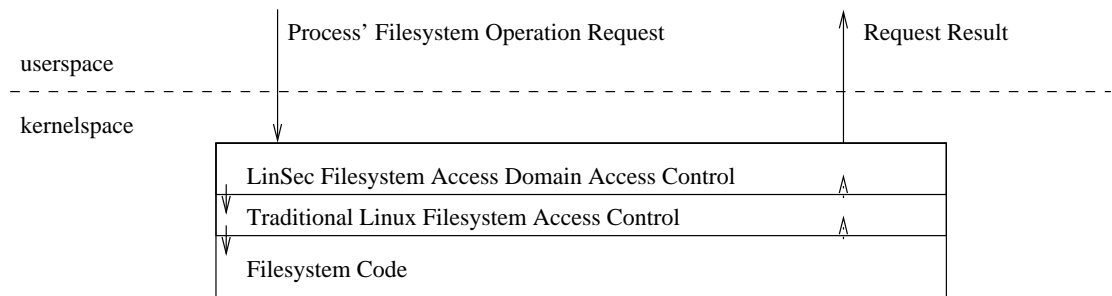 Process’ Filesystem Operation Request
Request Result
userspace
kernelspace
LinSec Filesystem Access Domain Access Control
Traditional Linux Filesystem Access Control
Filesystem Code